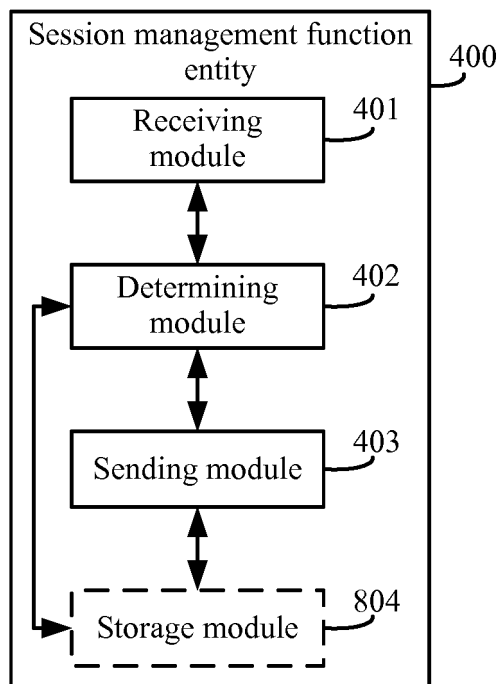 Session management function
entity
400
Receiving
module
401
Determining
module
402
Sending module
403
Storage module
804